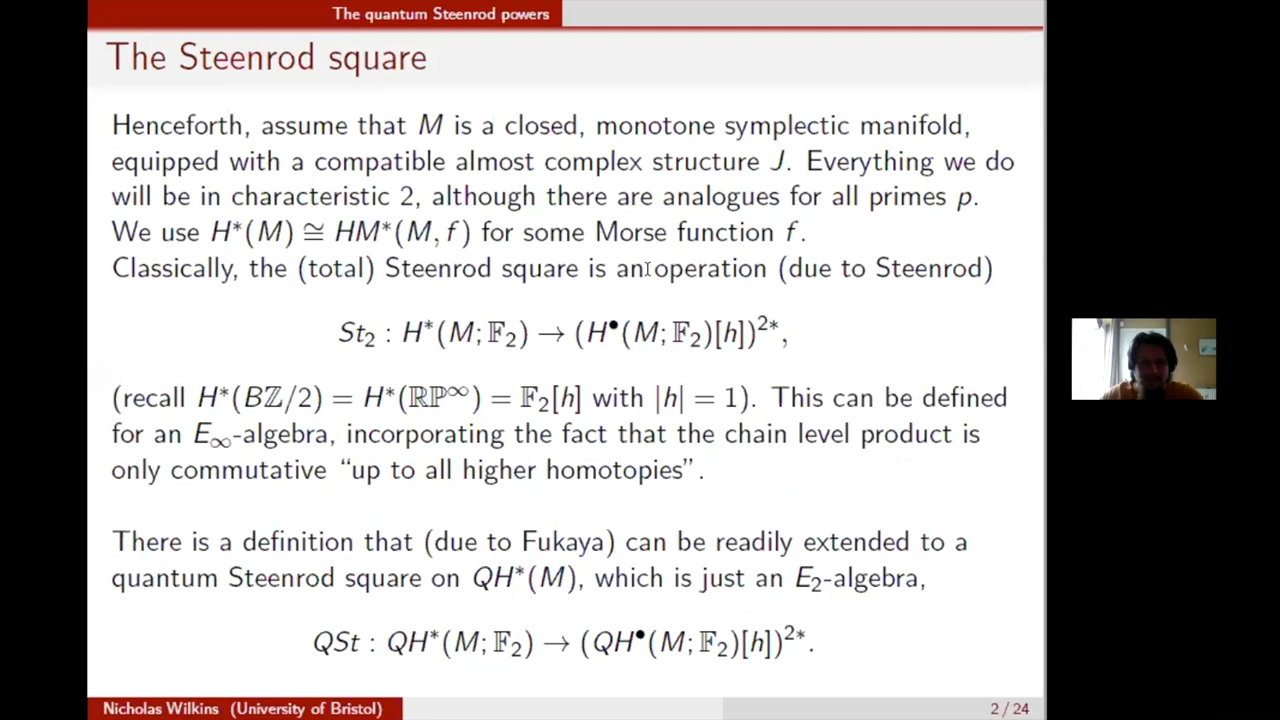 The quantum Steenrod powers
The Steenrod square
Henceforth, assume that M is a closed, monotone symplectic manifold,
equipped with a compatible almost complex structure J. Everything we do
will be in characteristic 2, although there are analogues for all primes p.
We use H*(M) ≅ HM*(M, f) for some Morse function f.
Classically, the (total) Steenrod square is an operation (due to Steenrod)
St₂ : H*(M; 𝔽₂) → (H•(M; 𝔽₂)[h])²*,
(recall H*(Bℤ/2) = H*(ℝℙ^∞) = 𝔽₂[h] with |h| = 1). This can be defined
for an E∞-algebra, incorporating the fact that the chain level product is
only commutative “up to all higher homotopies”.
There is a definition that (due to Fukaya) can be readily extended to a
quantum Steenrod square on QH*(M), which is just an E₂-algebra,
QSt : QH*(M; 𝔽₂) → (QH•(M; 𝔽₂)[h])²*.
Nicholas Wilkins (University of Bristol)
2 / 24